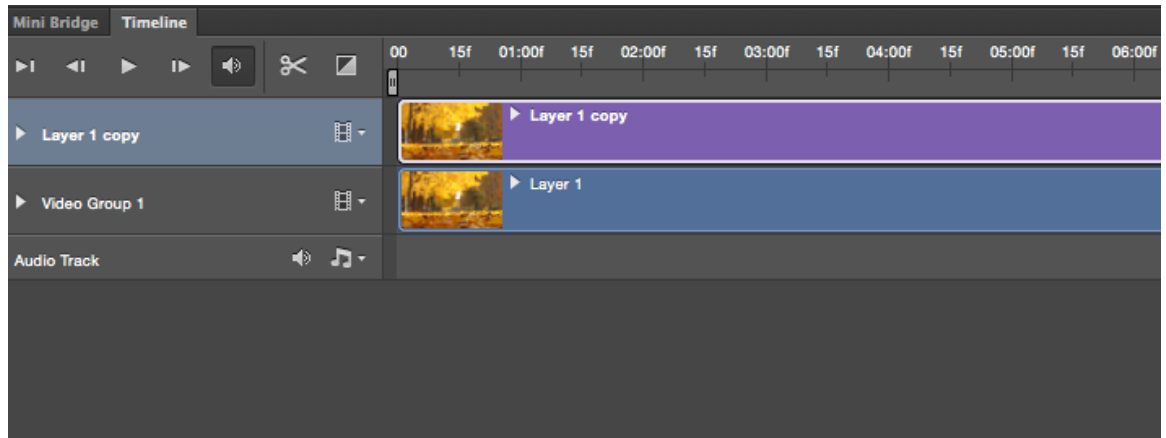 Mini Bridge Timeline
00 15f 01:00f 15f 02:00f 15f 03:00f 15f 04:00f 15f 05:00f 15f 06:00f
Layer 1 copy
Layer 1 copy
Video Group 1
Layer 1
Audio Track